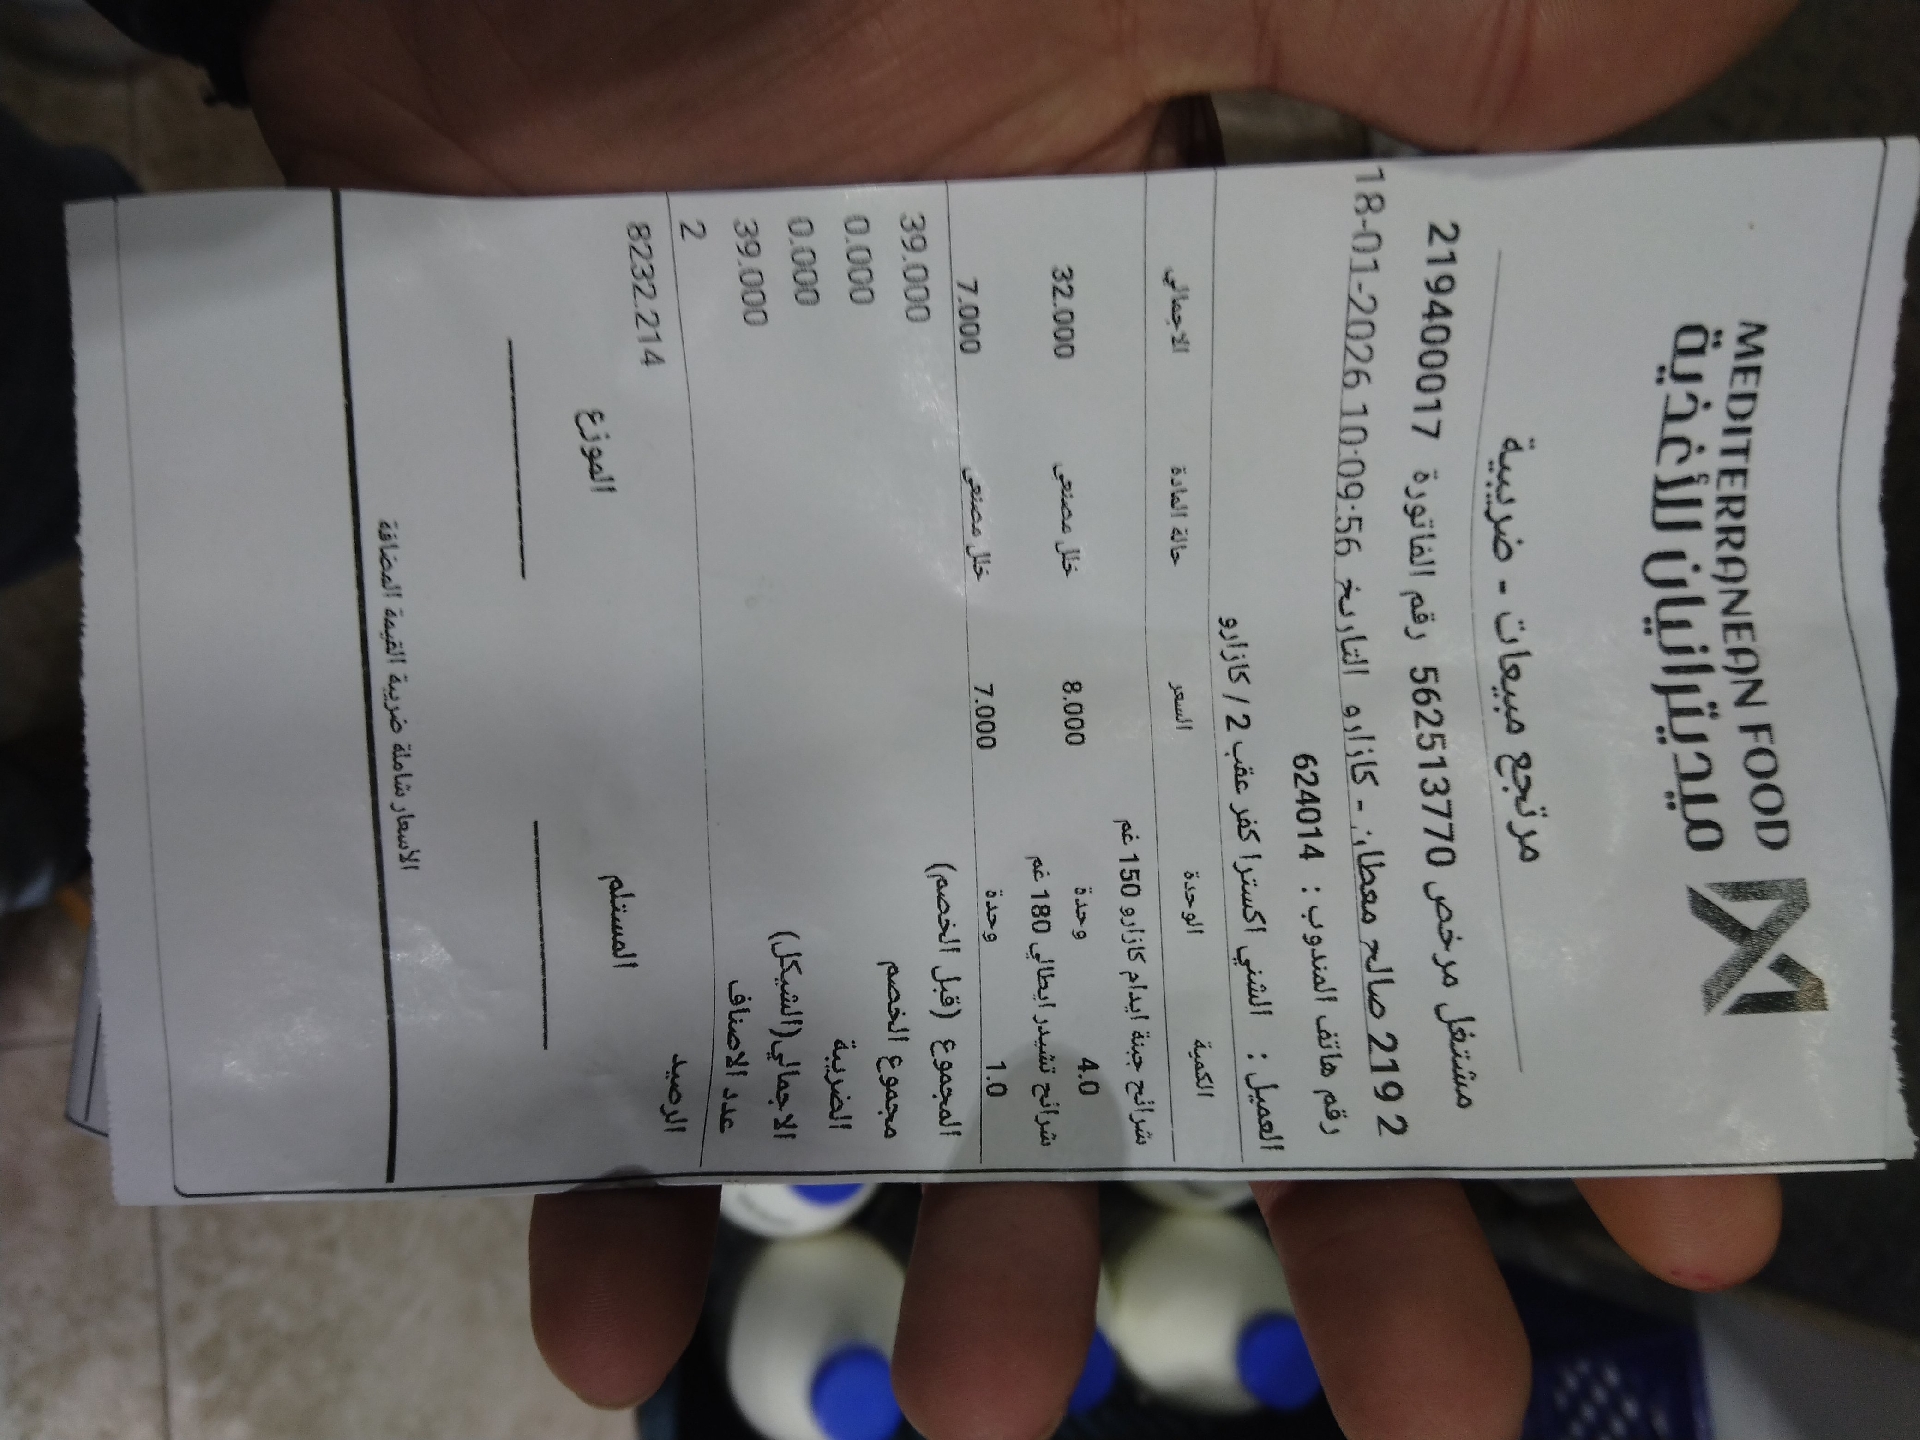 MEDITERRANEAN FOOD
ميديترانيان للأغذية
مرتجع مبيعات - ضريبية
مشتغل مرخص 562513770 رقم الفاتورة 219400017
2192 صالح معطان - كازارو التاريخ 18-01-2026 10:09:56
رقم هاتف المندوب : 624014
العميل : الشني اكسترا كفر عقب 2 / كازارو
الكمية الوحدة السعر حالة المادة الاجمالي
شرائح جبنة ايدام كازارو 150 غم
4.0 وحدة 8.000 خلل مصنعي 32.000
شرائح تشيدر ايطالي 180 غم
1.0 وحدة 7.000 خلل مصنعي 7.000
المجموع (قبل الخصم) 39.000
مجموع الخصم 0.000
الضريبة 0.000
الاجمالي(الشيكل) 39.000
عدد الاصناف 2
الرصيد 8232.214
المستلم الموزع
الاسعار شاملة ضريبة القيمة المضافة